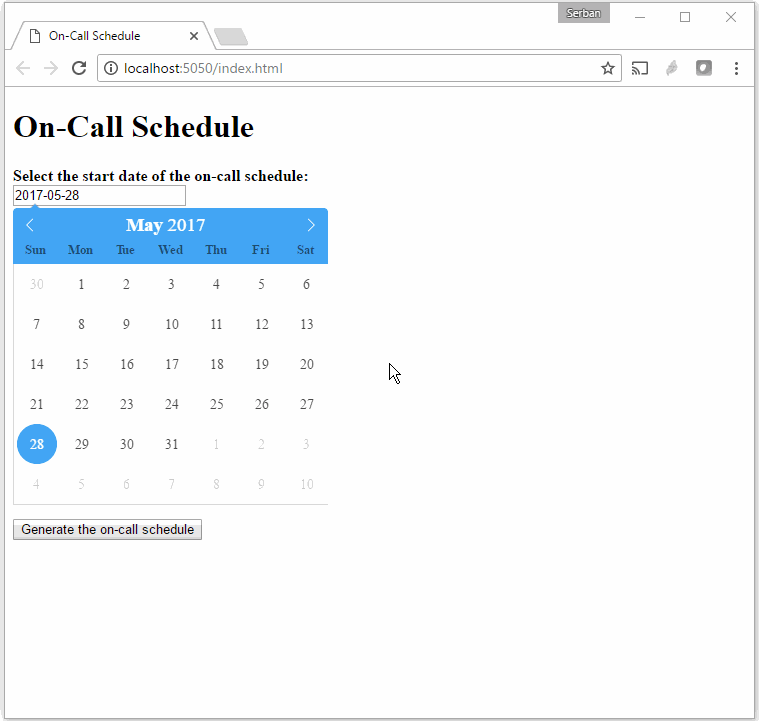 Serban
On-Call Schedule
localhost:5050/index.html
On-Call Schedule
Select the start date of the on-call schedule:
2017-05-28
May 2017
Sun Mon Tue Wed Thu Fri Sat
30 1 2 3 4 5 6
7 8 9 10 11 12 13
14 15 16 17 18 19 20
21 22 23 24 25 26 27
28 29 30 31 1 2 3
4 5 6 7 8 9 10
Generate the on-call schedule